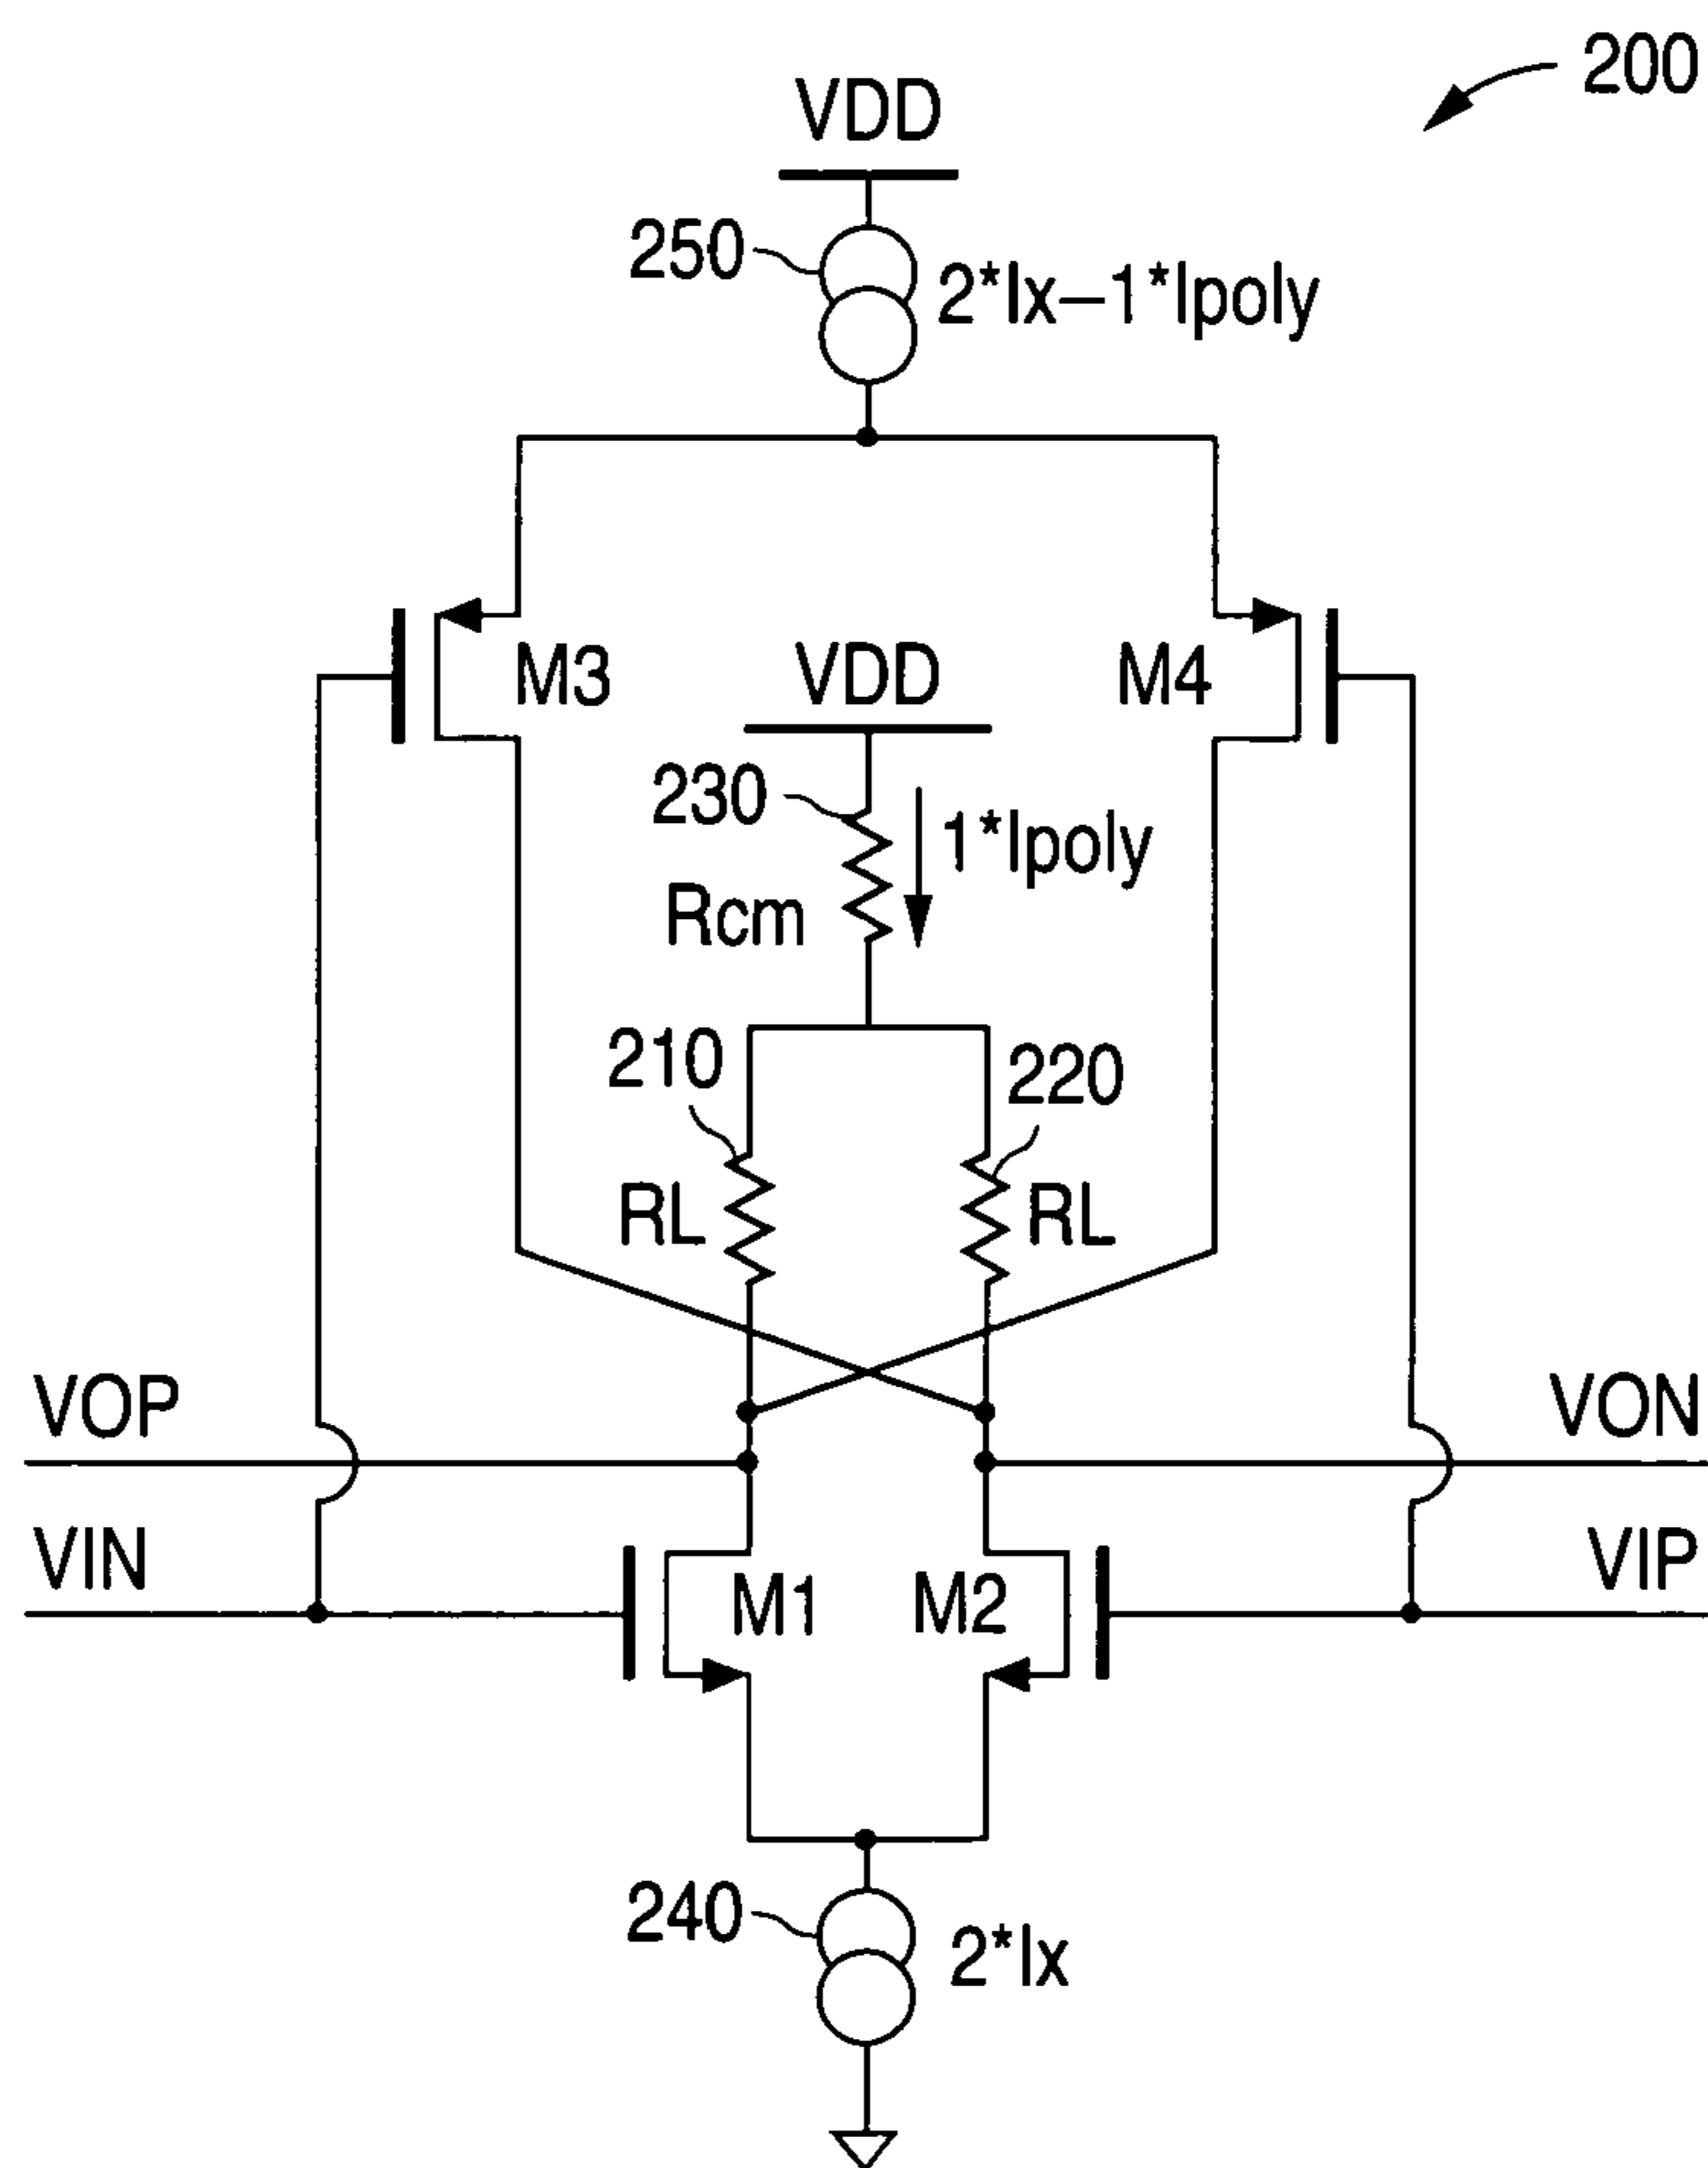 200
VDD
250
2*Ix–1*Ipoly
M3
VDD
M4
230
1*Ipoly
Rcm
210
220
RL
RL
VOP
VON
VIN
VIP
M1
M2
240
2*Ix